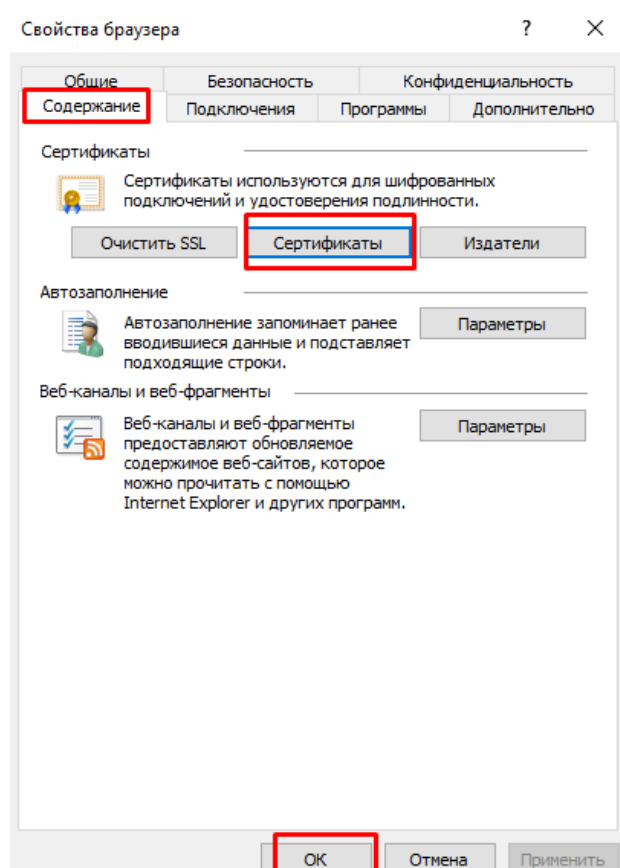 Свойства браузера ? ×
Общие Безопасность Конфиденциальность
Содержание Подключения Программы Дополнительно
Сертификаты
Сертификаты используются для шифрованных
подключений и удостоверения подлинности.
Очистить SSL Сертификаты Издатели
Автозаполнение
Автозаполнение запоминает ранее
вводившиеся данные и подставляет
подходящие строки.
Параметры
Веб-каналы и веб-фрагменты
Веб-каналы и веб-фрагменты
предоставляют обновляемое
содержимое веб-сайтов, которое
можно прочитать с помощью
Internet Explorer и других программ.
Параметры
ОК Отмена Применить